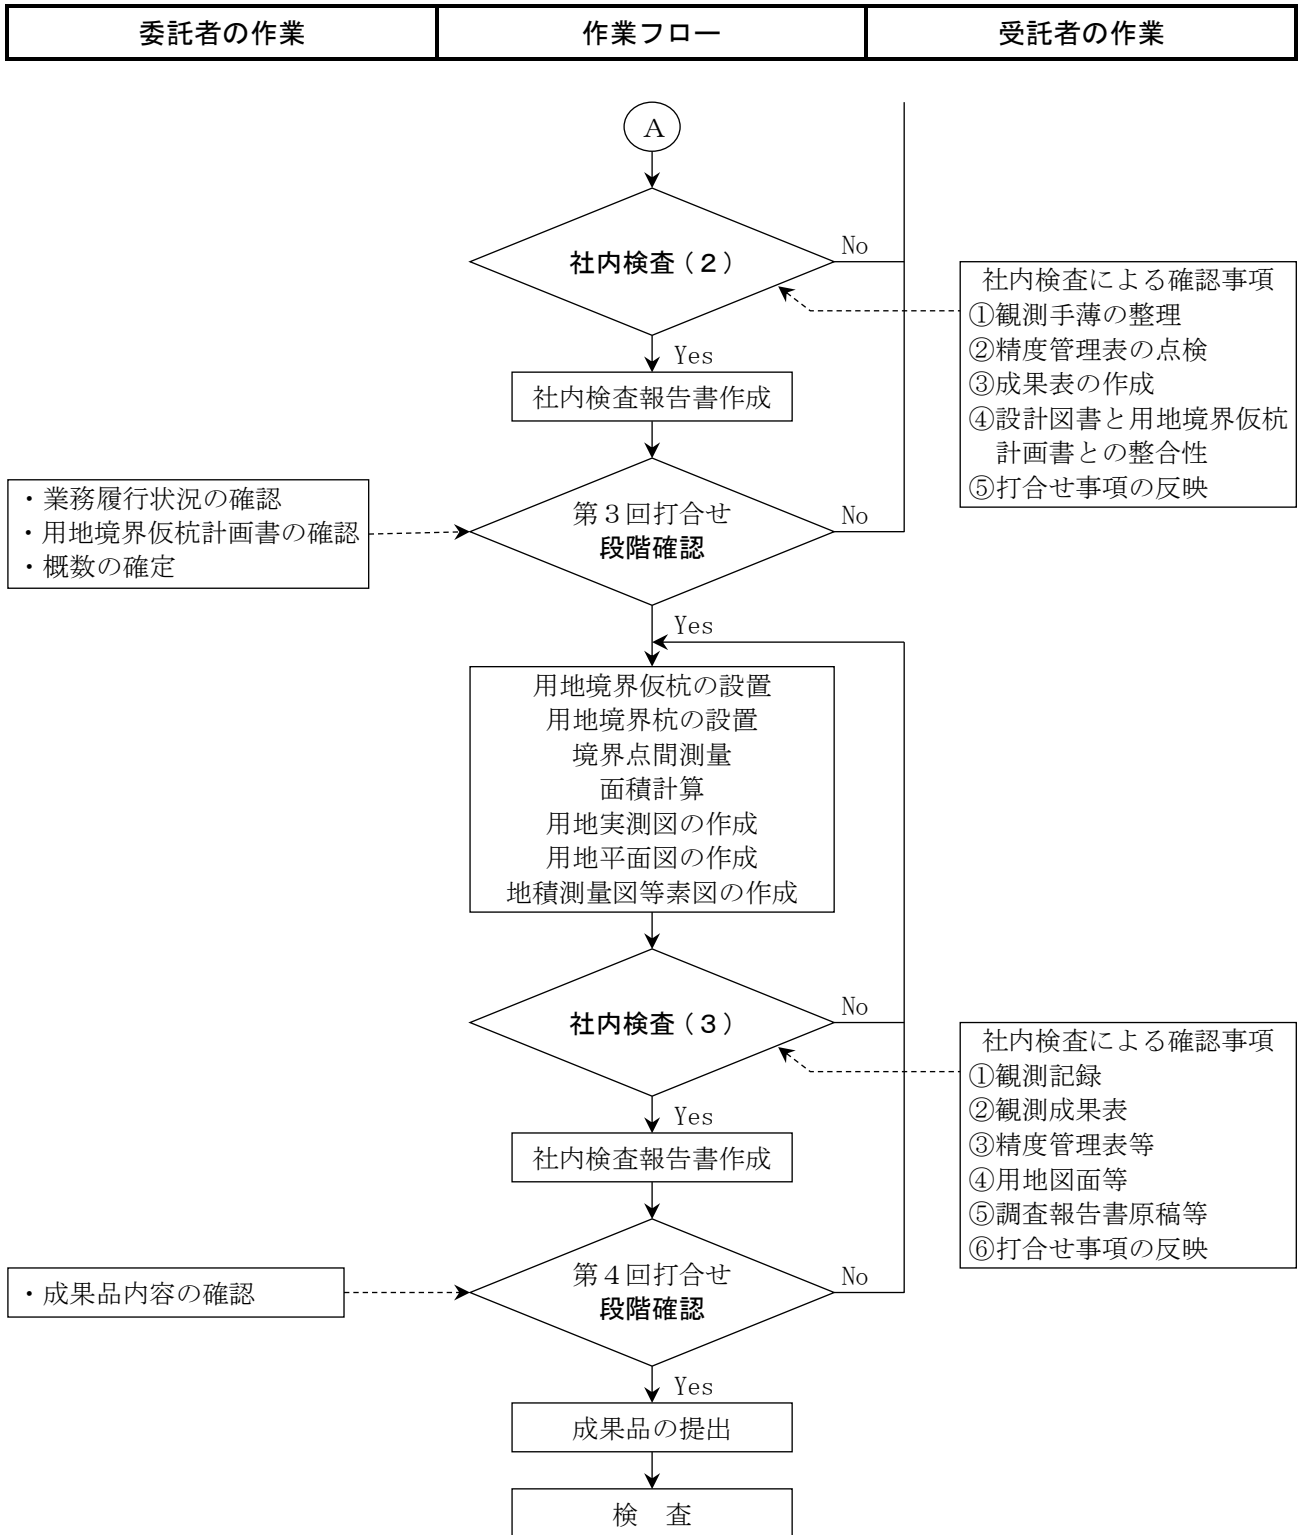 委託者の作業
作業フロー
受託者の作業
A
社内検査（２）
No
社内検査による確認事項
①観測手薄の整理
②精度管理表の点検
③成果表の作成
④設計図書と用地境界仮杭
計画書との整合性
⑤打合せ事項の反映
Yes
社内検査報告書作成
・業務履行状況の確認
・用地境界仮杭計画書の確認
・概数の確定
第３回打合せ
段階確認
No
Yes
用地境界仮杭の設置
用地境界杭の設置
境界点間測量
面積計算
用地実測図の作成
用地平面図の作成
地積測量図等素図の作成
社内検査（３）
No
社内検査による確認事項
①観測記録
②観測成果表
③精度管理表等
④用地図面等
⑤調査報告書原稿等
⑥打合せ事項の反映
Yes
社内検査報告書作成
・成果品内容の確認
第４回打合せ
段階確認
No
Yes
成果品の提出
検　査